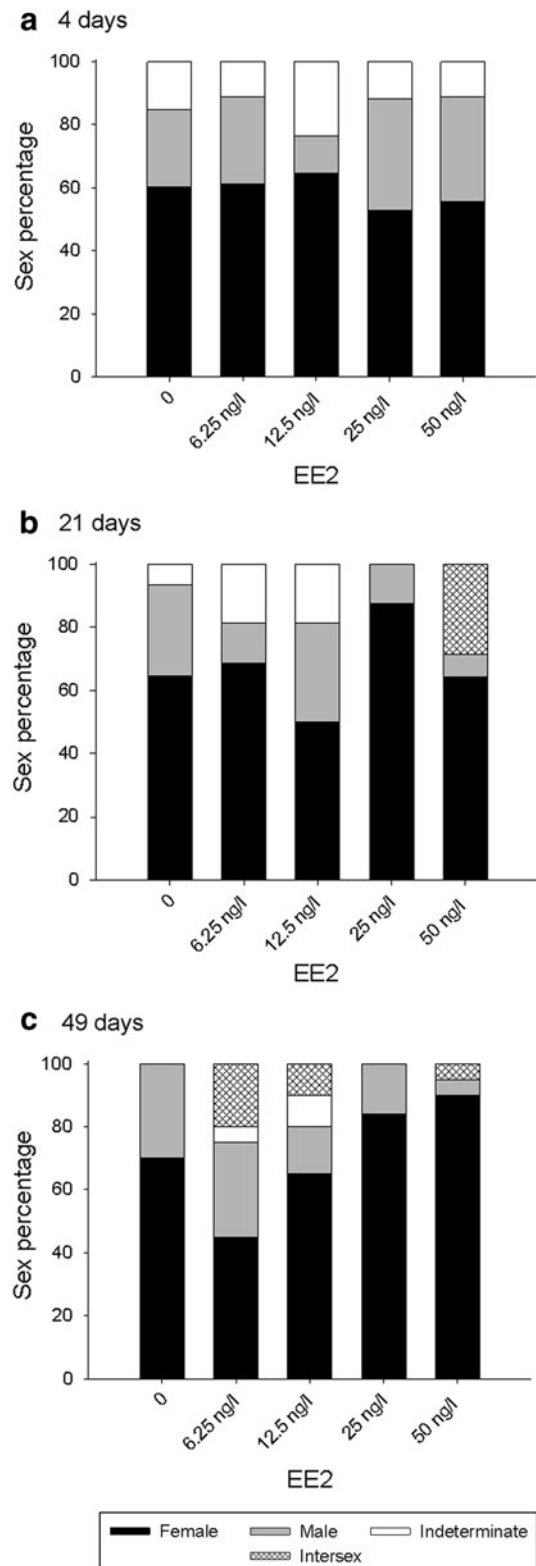 a 4 days
100
80
60
40
20
0
Sex percentage
0
6.25 ng/l
12.5 ng/l
25 ng/l
50 ng/l
EE2
b 21 days
100
80
60
40
20
0
Sex percentage
0
6.25 ng/l
12.5 ng/l
25 ng/l
50 ng/l
EE2
c 49 days
100
80
60
40
20
0
Sex percentage
0
6.25 ng/l
12.5 ng/l
25 ng/l
50 ng/l
EE2
Female Male Indeterminate
Intersex